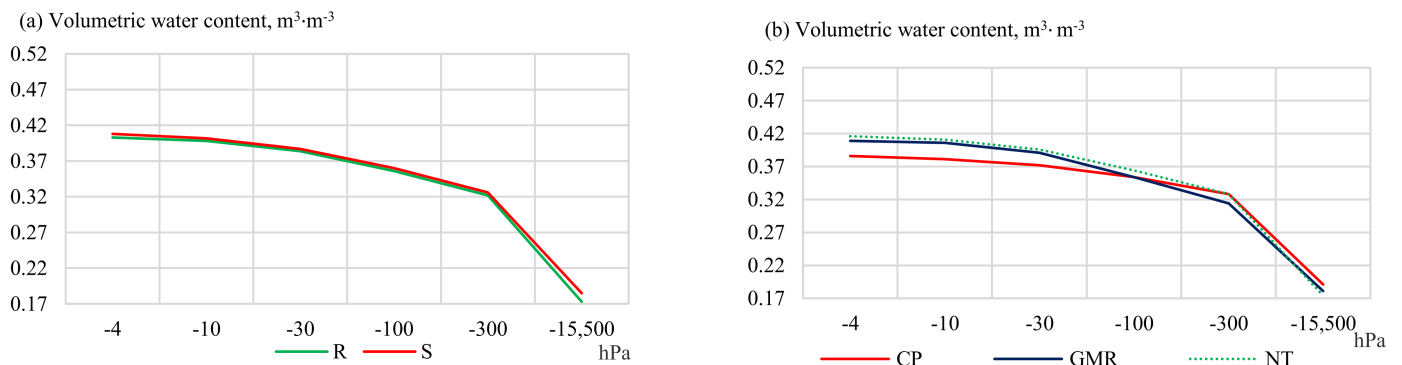 (a) Volumetric water content, m³·m⁻³
0.52
0.47
0.42
0.37
0.32
0.27
0.22
0.17
-4 -10 -30 -100 -300 -15,500
hPa
R S
(b) Volumetric water content, m³· m⁻³
0.52
0.47
0.42
0.37
0.32
0.27
0.22
0.17
-4 -10 -30 -100 -300 -15,500
hPa
CP GMR NT